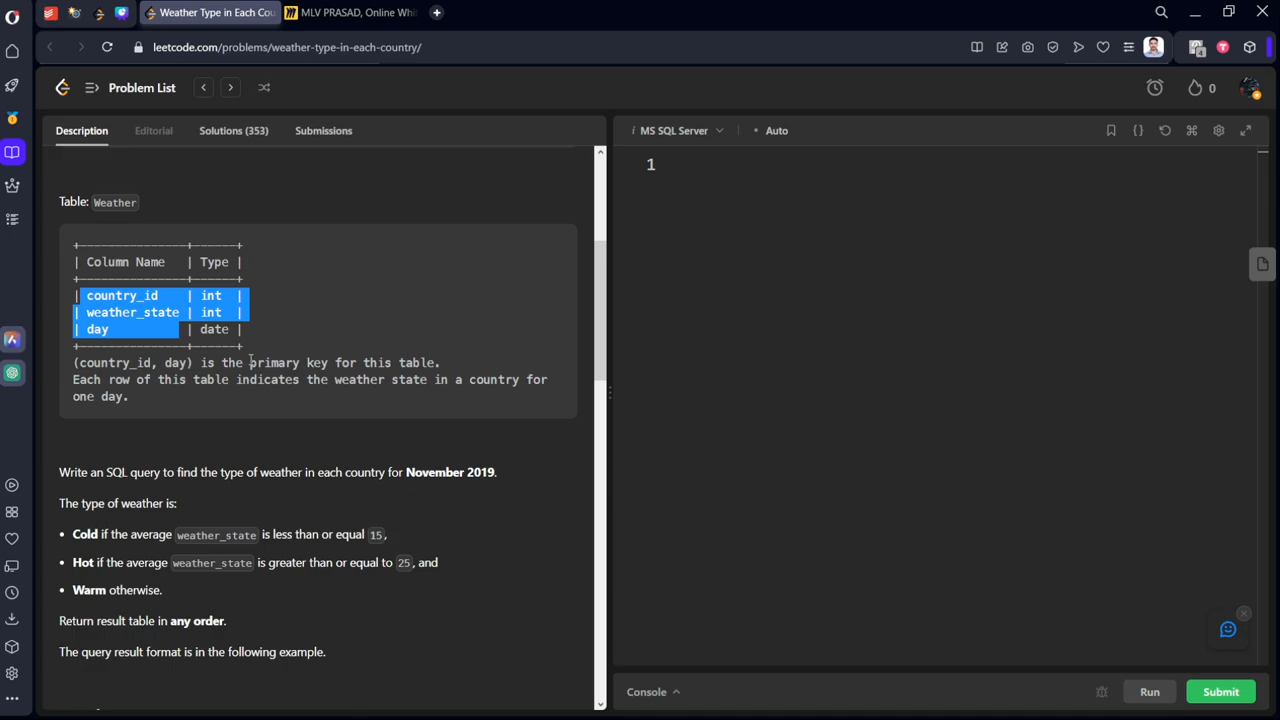 Weather Type in Each Cou
MLV PRASAD, Online Whi
leetcode.com/problems/weather-type-in-each-country/
4
Problem List
0
Description
Editorial
Solutions (353)
Submissions
i MS SQL Server
• Auto
1
Table: Weather
+---------------+------+
| Column Name   | Type |
+---------------+------+
| country_id    | int  |
| weather_state | int  |
| day           | date |
+---------------+------+
(country_id, day) is the primary key for this table.
Each row of this table indicates the weather state in a country for
one day.
Write an SQL query to find the type of weather in each country for November 2019.
The type of weather is:
• Cold if the average weather_state is less than or equal 15,
• Hot if the average weather_state is greater than or equal to 25, and
• Warm otherwise.
Return result table in any order.
The query result format is in the following example.
Console
Run
Submit